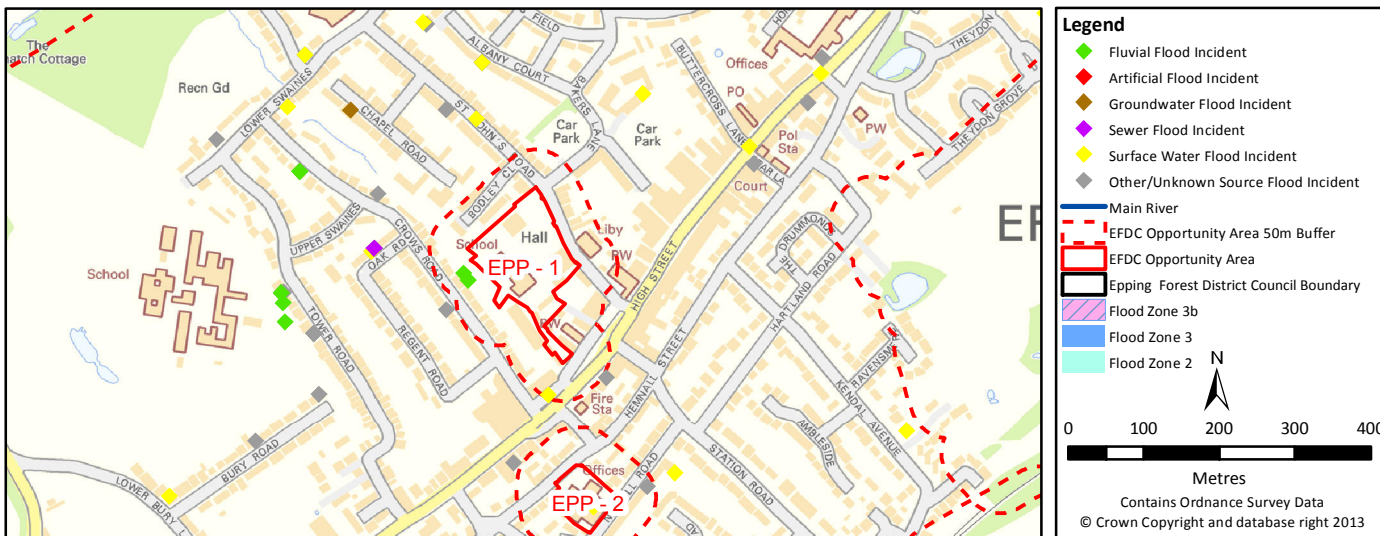 The
atch Cottage
Recn Gd
LOWER SWAINES
CHAPEL ROAD
ST JOHN'S ROAD
ALBANY COURT
FIELD
BAKERS LANE
Car
Park
Car
Park
BUTTERCROSS LANE
PO
Offices
Pol
Sta
Court
PW
THEYDON
THEYDON GROVE
UPPER SWAINES
CROWS ROAD
OAK RD
BODLEY CL
School
Hall
Liby
PW
EPP - 1
PW
HIGH STREET
School
TOWER ROAD
REGENT ROAD
HEMNALL STREET
HARTLAND ROAD
THE
DRUMMONDS
EF
RAVENSMERE
KENDAL AVENUE
AMBLESIDE
Fire
Sta
STATION ROAD
BURY ROAD
LOWER BURY L
Offices
EPP - 2
Legend
Fluvial Flood Incident
Artificial Flood Incident
Groundwater Flood Incident
Sewer Flood Incident
Surface Water Flood Incident
Other/Unknown Source Flood Incident
Main River
EFDC Opportunity Area 50m Buffer
EFDC Opportunity Area
Epping Forest District Council Boundary
Flood Zone 3b
Flood Zone 3
Flood Zone 2
N
0 100 200 300 400
Metres
Contains Ordnance Survey Data
© Crown Copyright and database right 2013